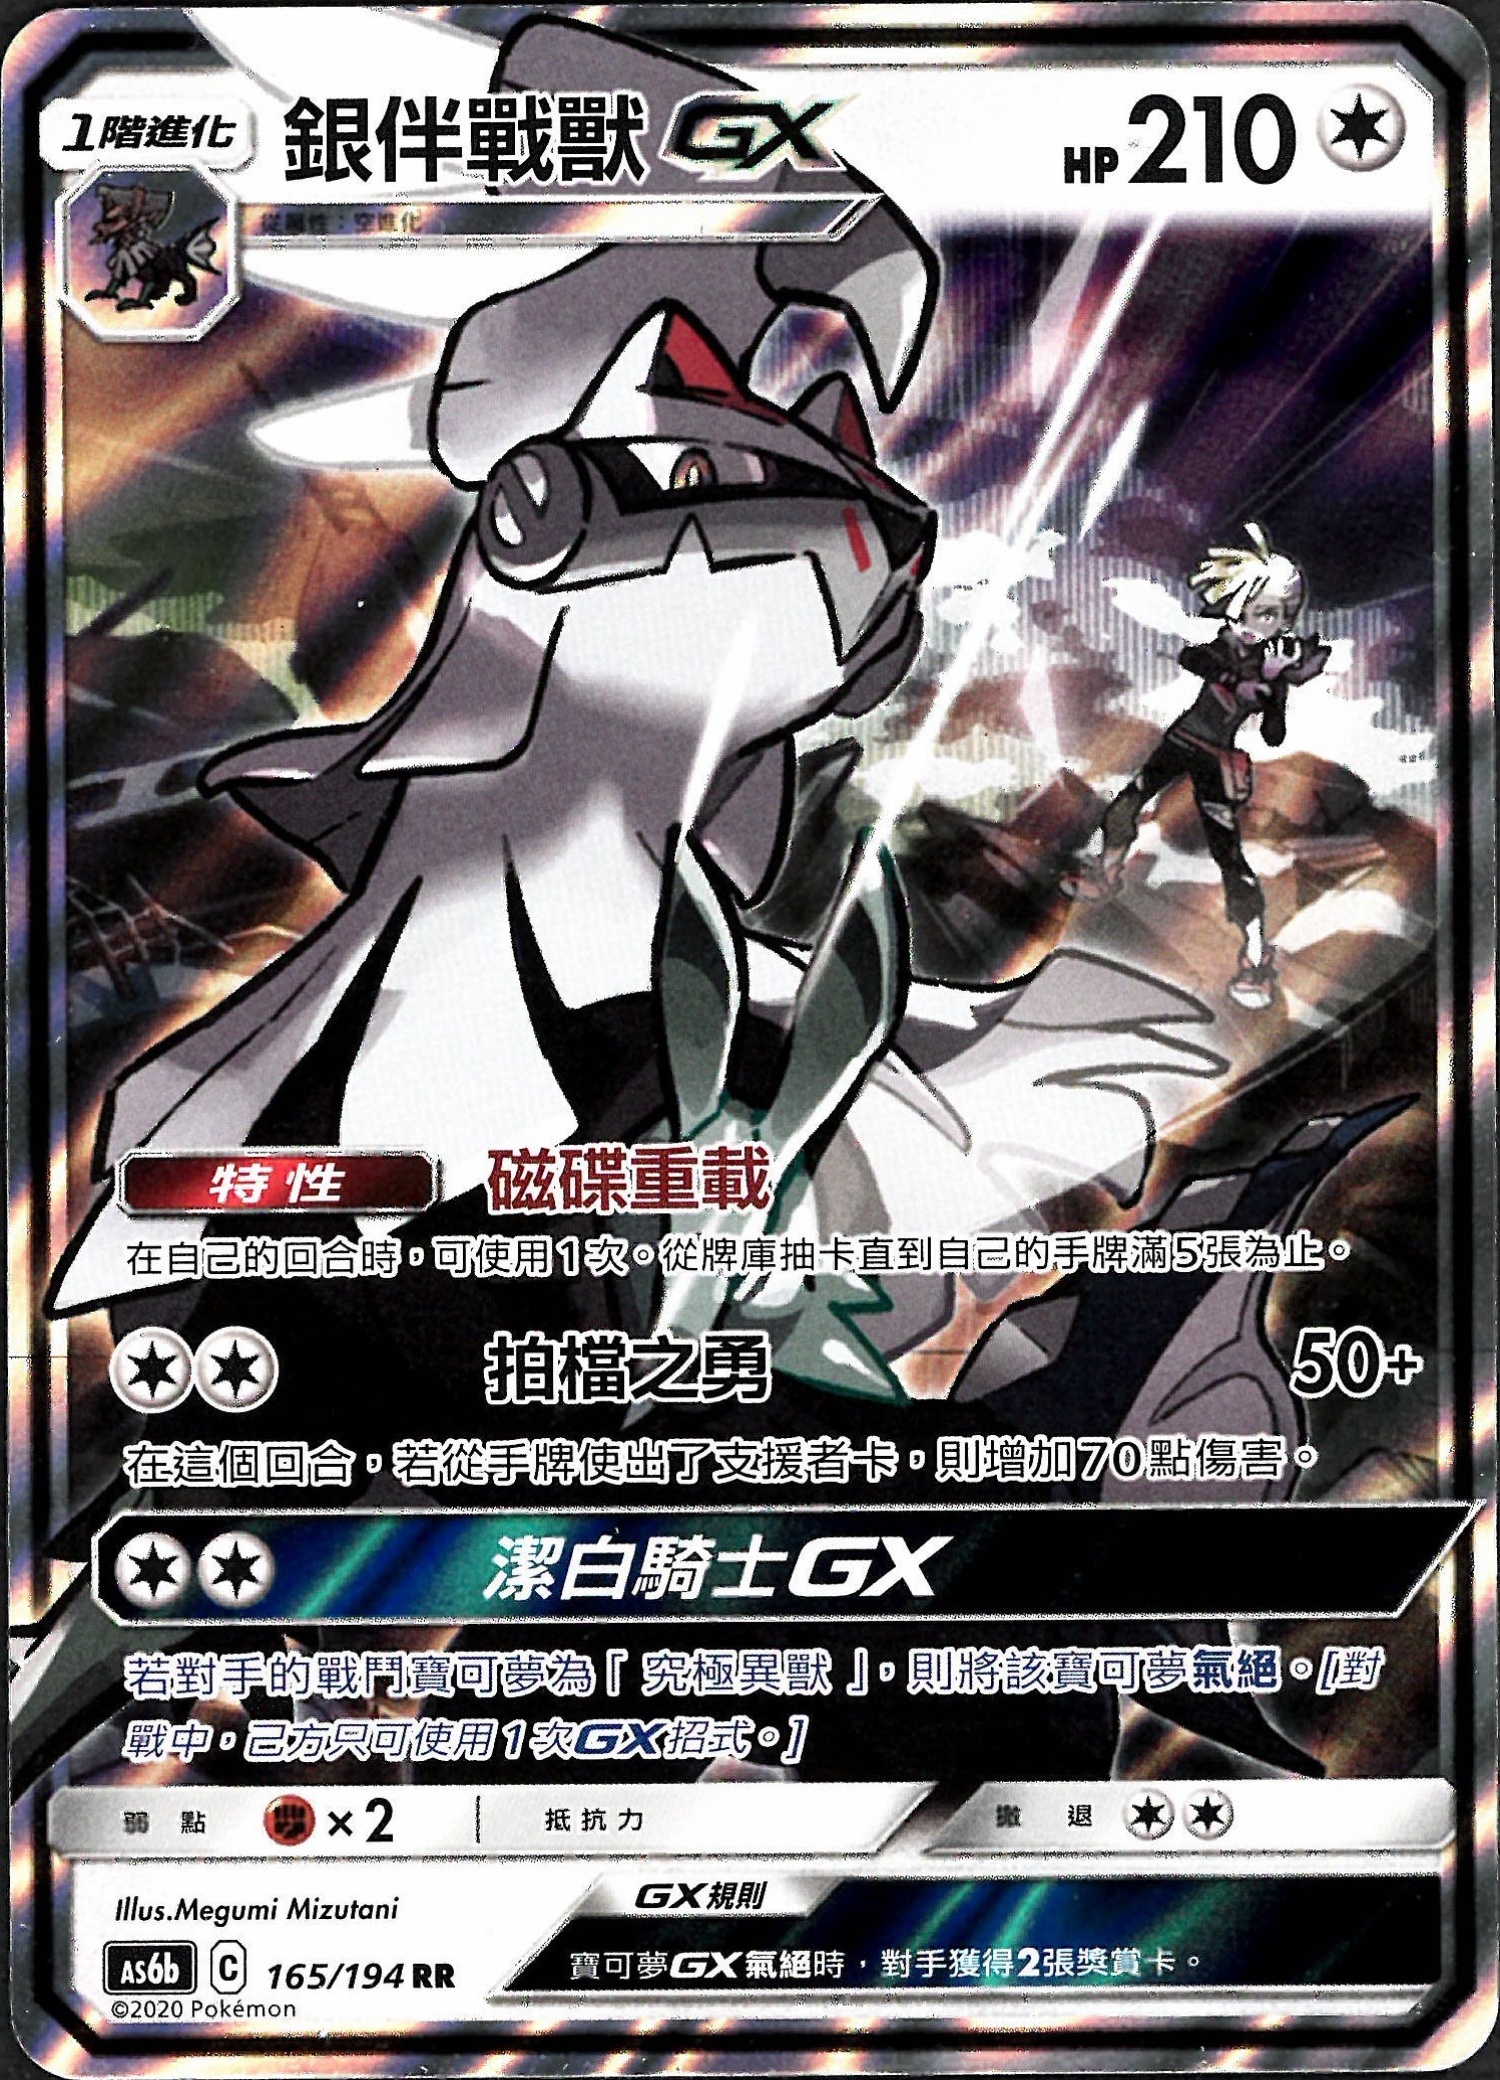 1階進化
銀伴戰獸GX
HP 210
從屬性：空進化
特性
磁碟重載
在自己的回合時，可使用1次。從牌庫抽卡直到自己的手牌滿5張為止。
拍檔之勇 50+
在這個回合，若從手牌使出了支援者卡，則增加70點傷害。
潔白騎士GX
若對手的戰鬥寶可夢為「究極異獸」，則將該寶可夢氣絕。[對
戰中，己方只可使用1次GX招式。]
弱點 ×2 抵抗力 撤退
Illus.Megumi Mizutani
GX規則
寶可夢GX氣絕時，對手獲得2張獎賞卡。
AS6b C 165/194 RR
©2020 Pokémon